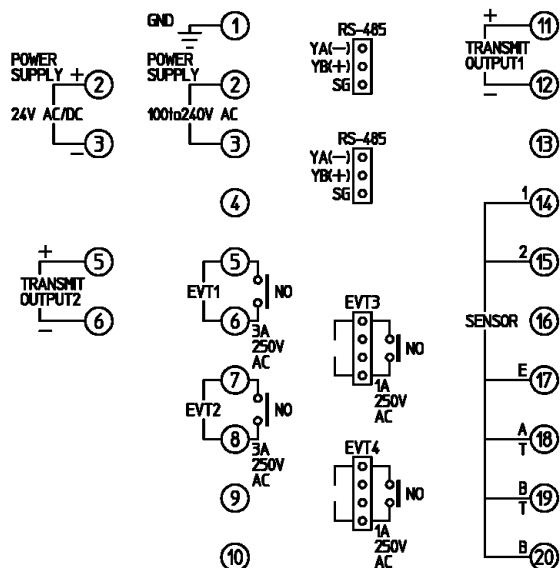 GND
1
RS-485
YA(-)
YB(+)
SG
+
11
TRANSMIT
OUTPUT1
12
-
POWER
SUPPLY
+
2
24V AC/DC
3
-
POWER
SUPPLY
2
100to240V AC
3
RS-485
YA(-)
YB(+)
SG
13
4
1
14
+
5
TRANSMIT
OUTPUT2
6
-
5
EVT1
NO
6
3A
250V
AC
2
15
EVT3
NO
1A
250V
AC
SENSOR
16
7
EVT2
NO
8
3A
250V
AC
E
17
A
T
18
EVT4
NO
1A
250V
AC
9
B
T
19
10
B
20